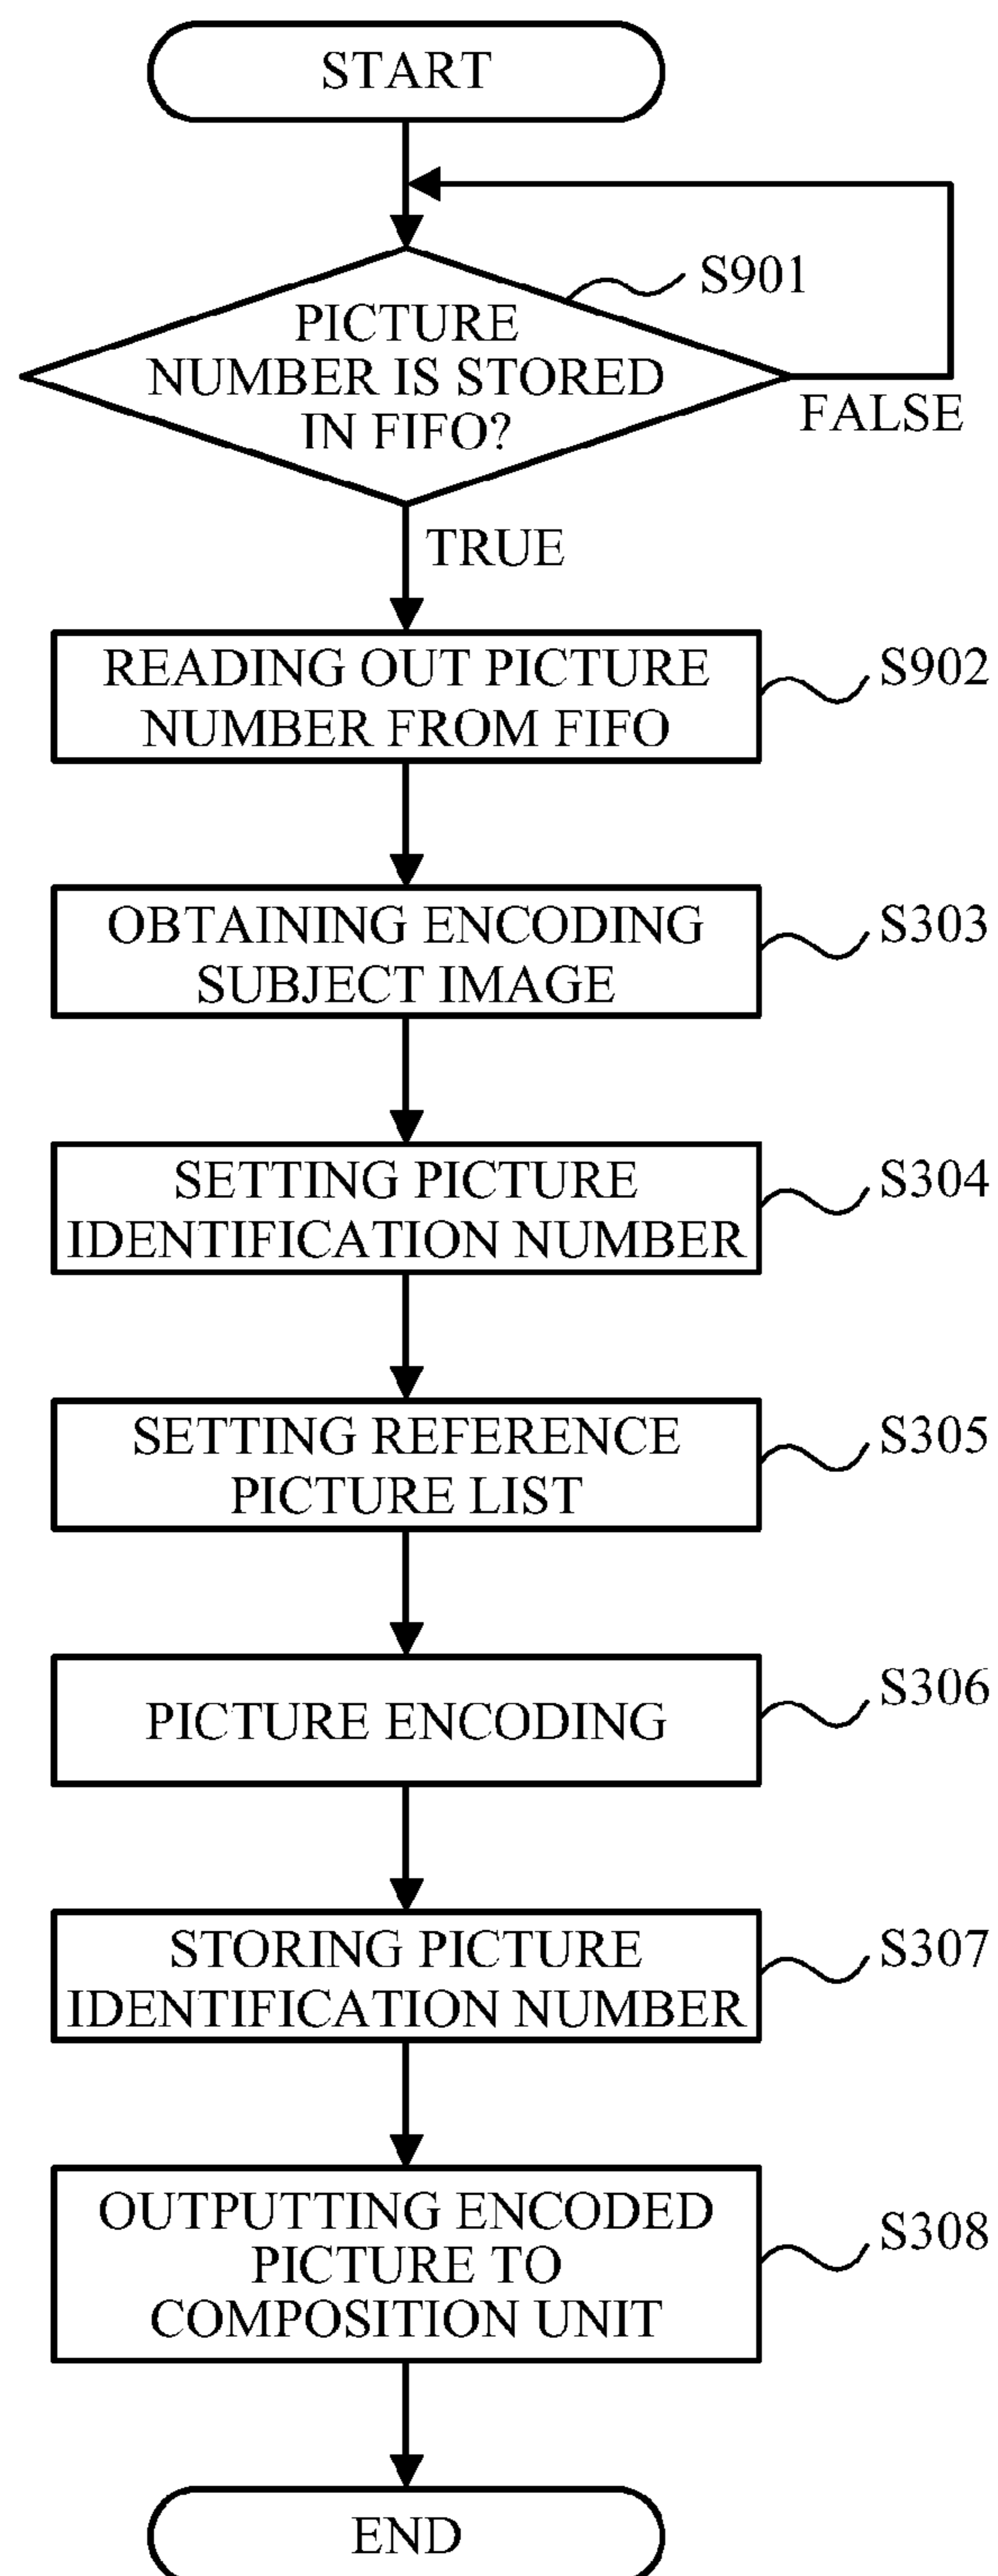 START
S901
PICTURE
NUMBER IS STORED
IN FIFO?
FALSE
TRUE
READING OUT PICTURE
NUMBER FROM FIFO
S902
OBTAINING ENCODING
SUBJECT IMAGE
S303
SETTING PICTURE
IDENTIFICATION NUMBER
S304
SETTING REFERENCE
PICTURE LIST
S305
PICTURE ENCODING
S306
STORING PICTURE
IDENTIFICATION NUMBER
S307
OUTPUTTING ENCODED
PICTURE TO
COMPOSITION UNIT
S308
END